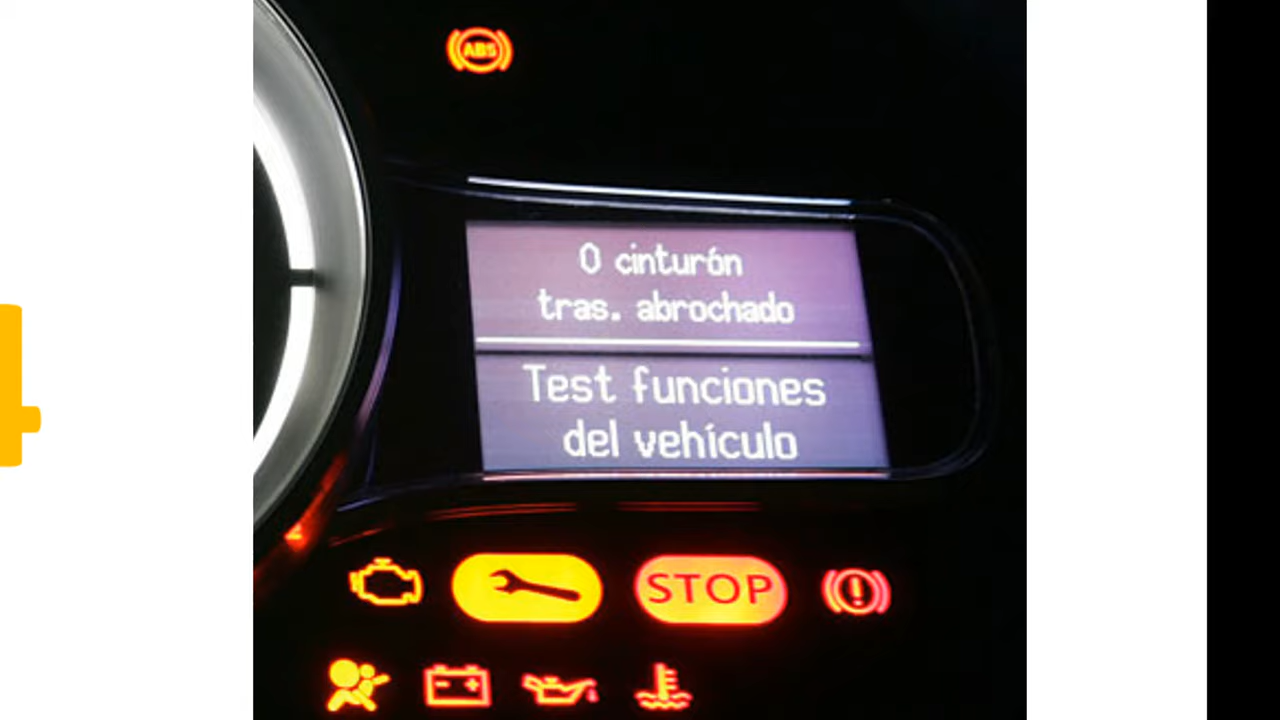 ABS
0 cinturón
tras. abrochado
Test funciones
del vehículo
STOP